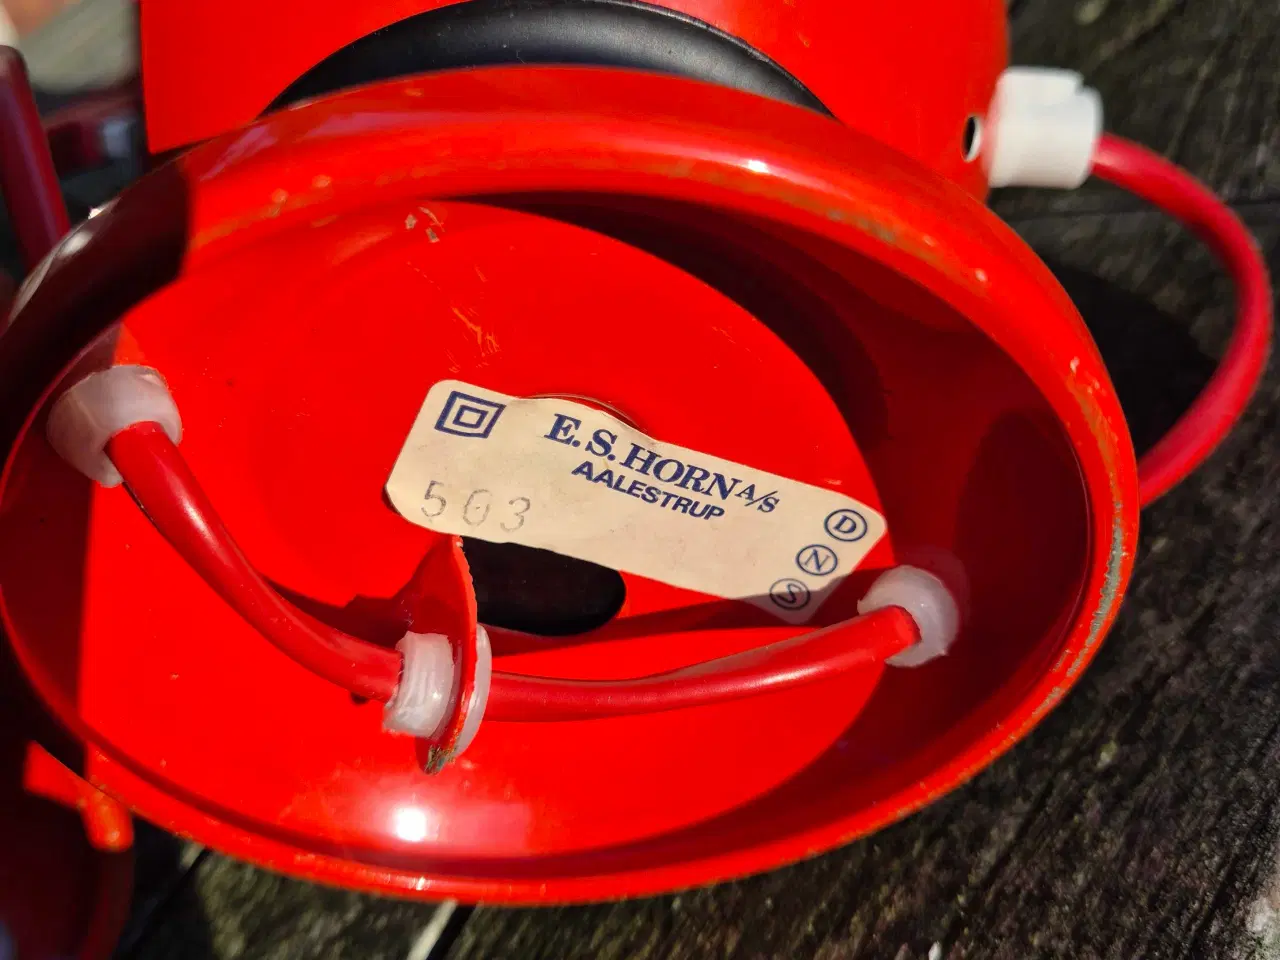 E. S. HORN A/S
AALESTRUP
503
D
N
S